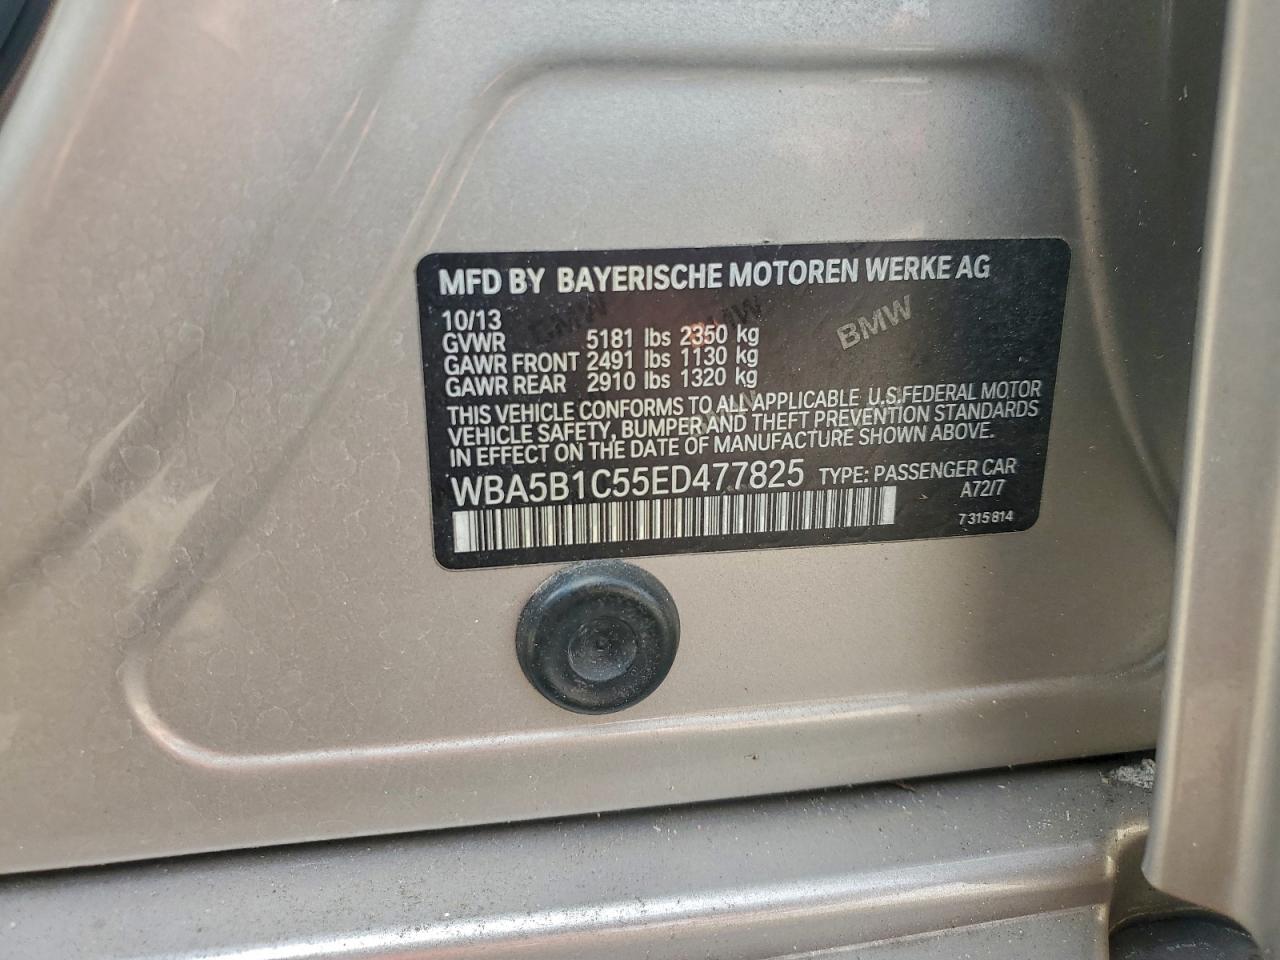 MFD BY BAYERISCHE MOTOREN WERKE AG
10/13
GVWR 5181 lbs 2350 kg
GAWR FRONT 2491 lbs 1130 kg
GAWR REAR 2910 lbs 1320 kg
BMW BMW BMW
THIS VEHICLE CONFORMS TO ALL APPLICABLE U.S.FEDERAL MOTOR
VEHICLE SAFETY, BUMPER AND THEFT PREVENTION STANDARDS
IN EFFECT ON THE DATE OF MANUFACTURE SHOWN ABOVE.
WBA5B1C55ED477825 TYPE: PASSENGER CAR
A72/7
7315814